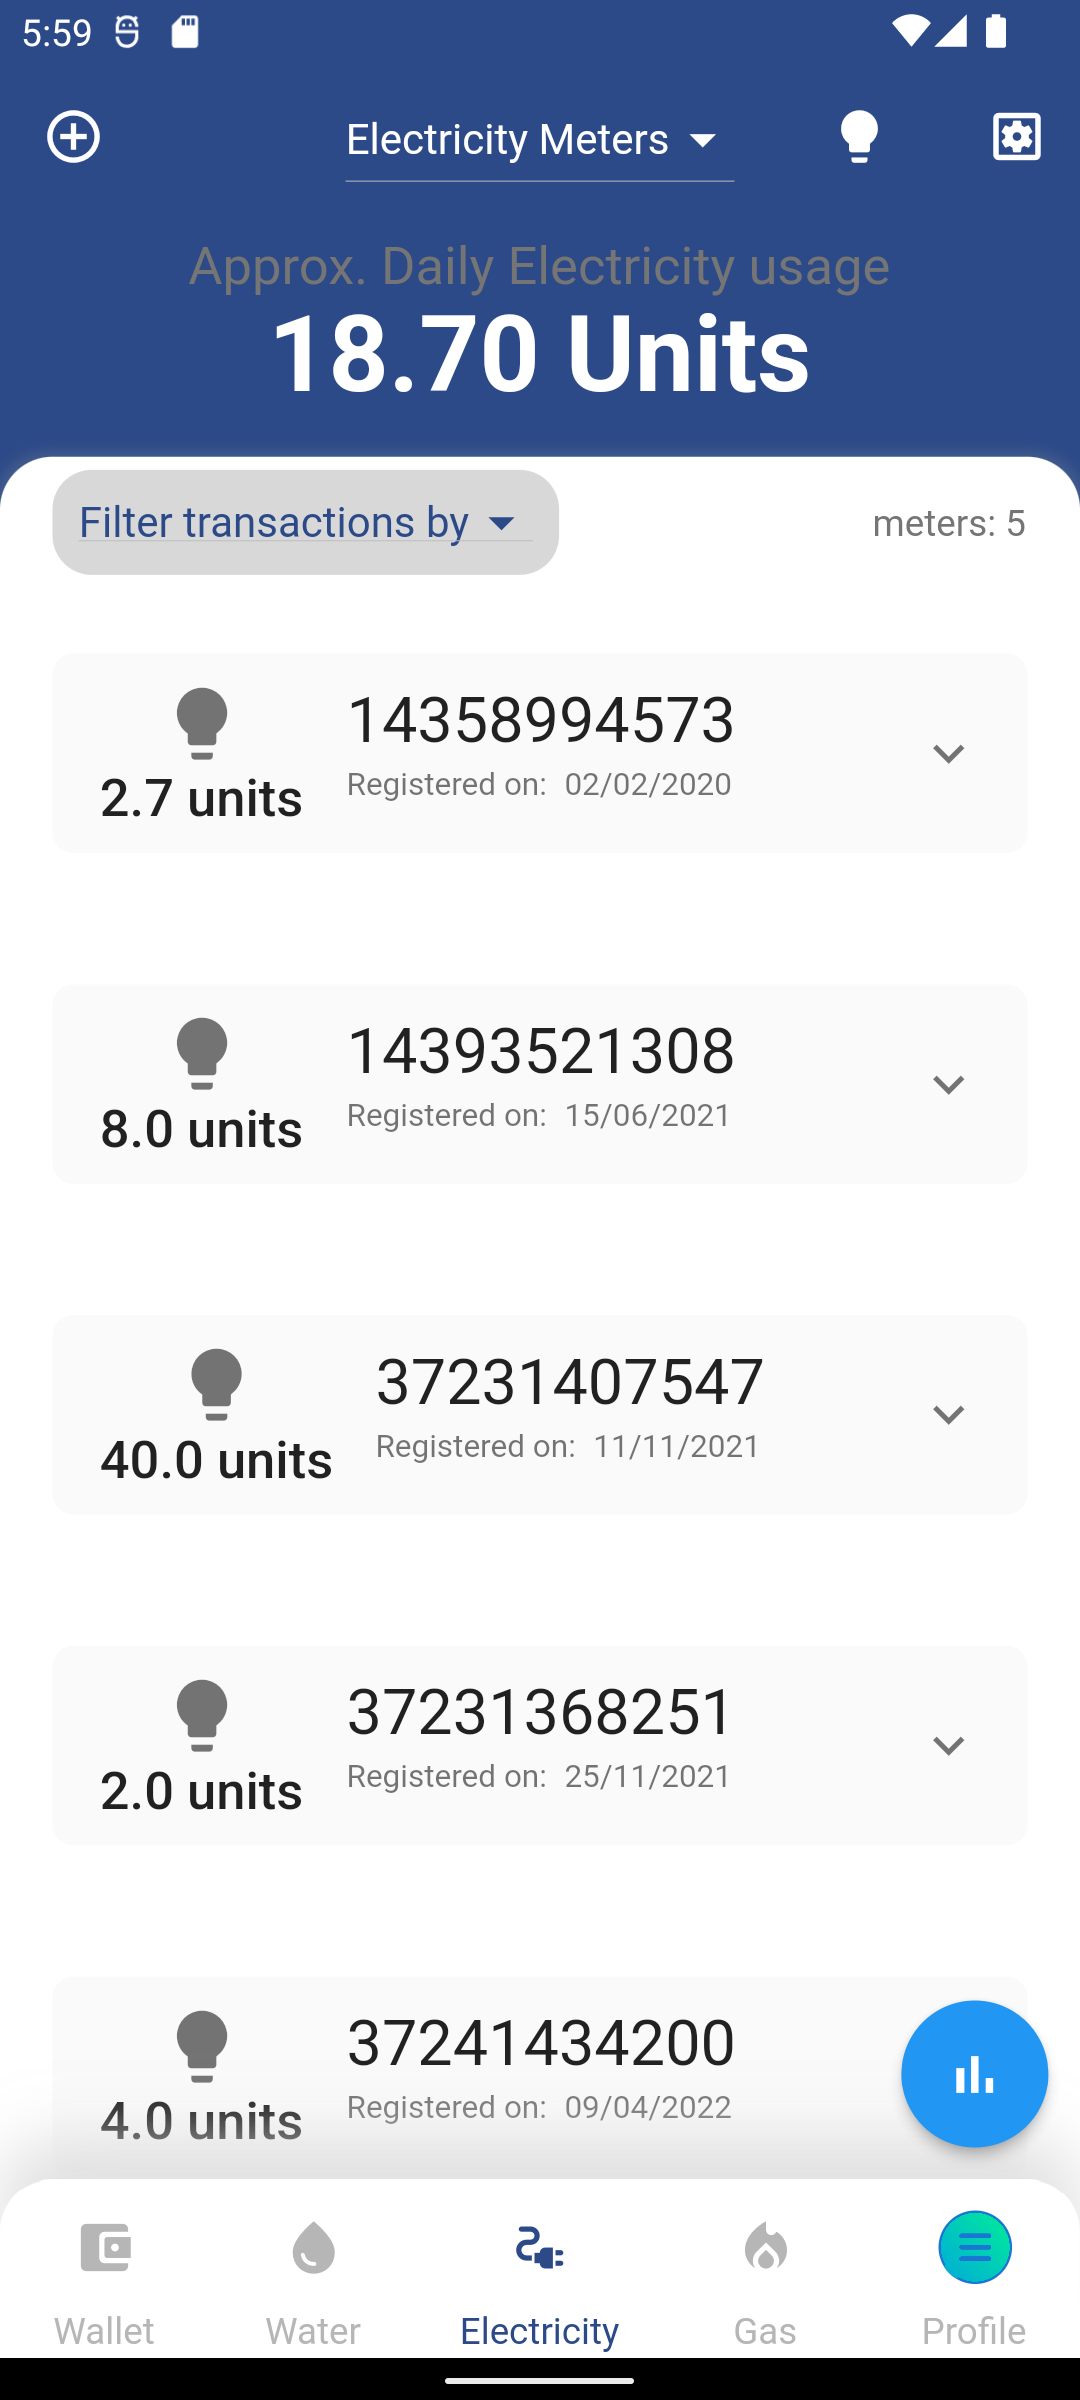 5:59
Electricity Meters
Approx. Daily Electricity usage
18.70 Units
Filter transactions by
meters: 5
14358994573
Registered on: 02/02/2020
2.7 units
14393521308
Registered on: 15/06/2021
8.0 units
37231407547
Registered on: 11/11/2021
40.0 units
37231368251
Registered on: 25/11/2021
2.0 units
37241434200
Registered on: 09/04/2022
4.0 units
Wallet
Water
Electricity
Gas
Profile